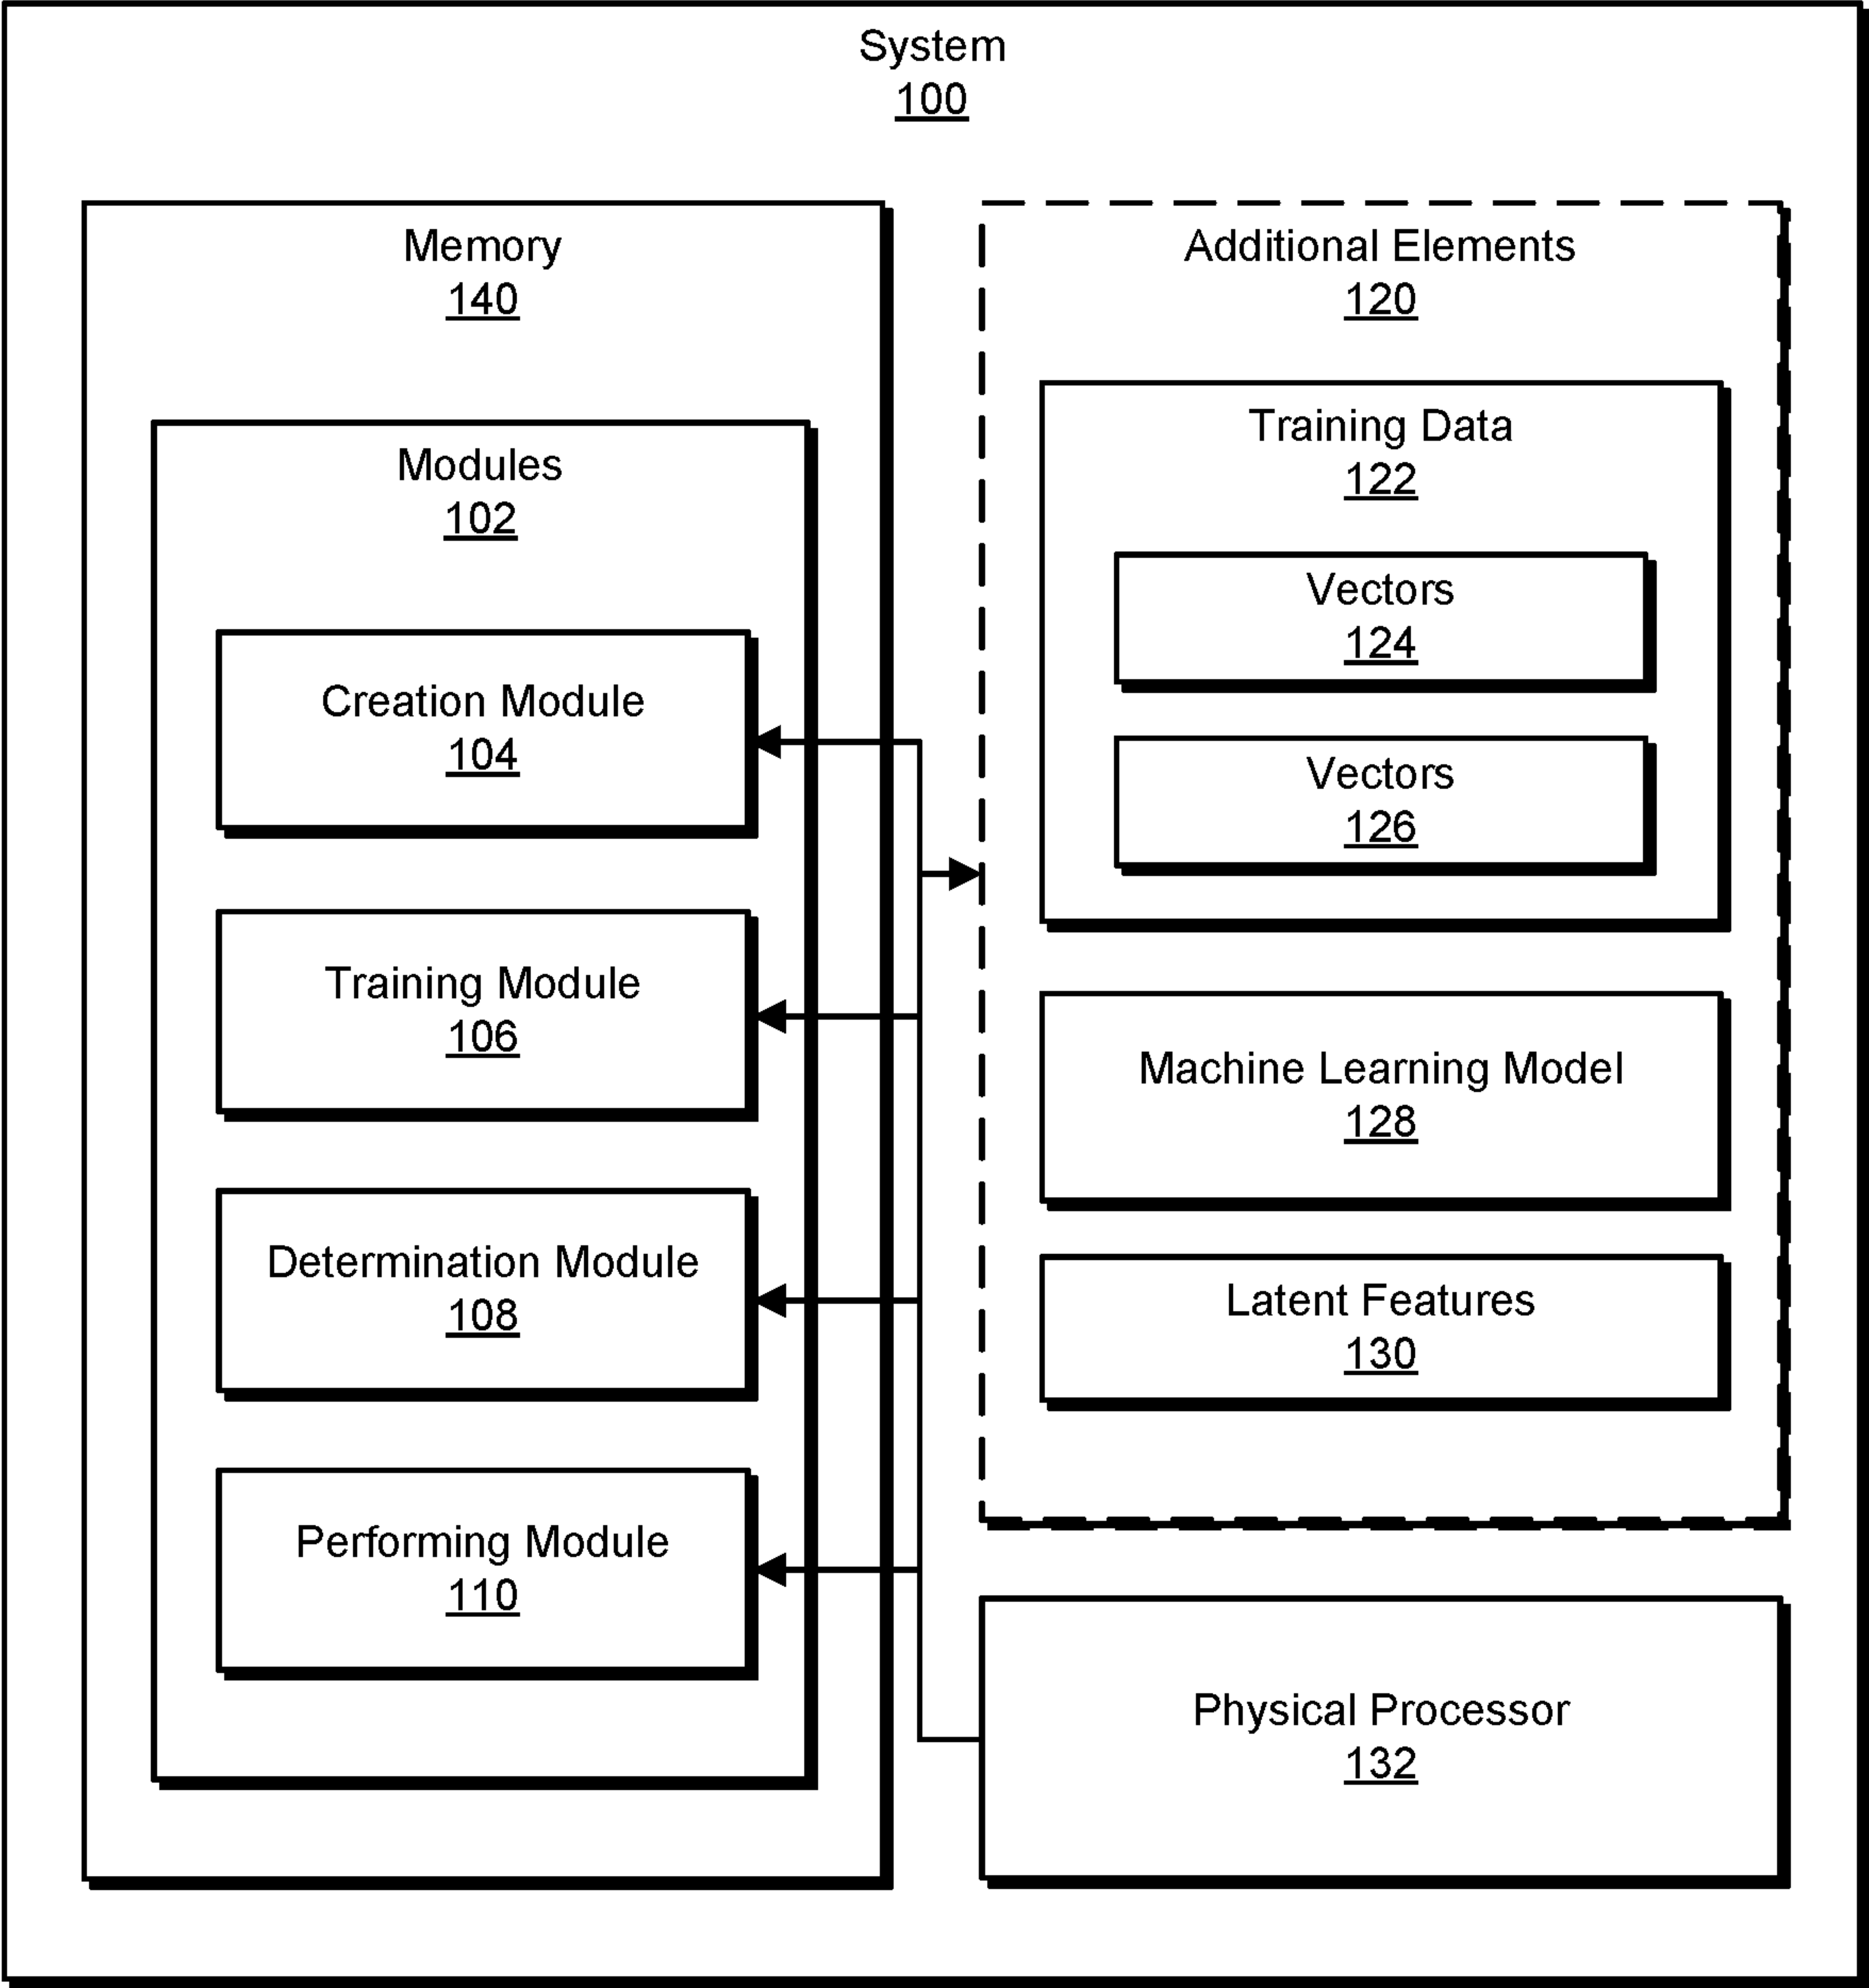 System
100
Memory
140
Modules
102
Creation Module
104
Training Module
106
Determination Module
108
Performing Module
110
Additional Elements
120
Training Data
122
Vectors
124
Vectors
126
Machine Learning Model
128
Latent Features
130
Physical Processor
132